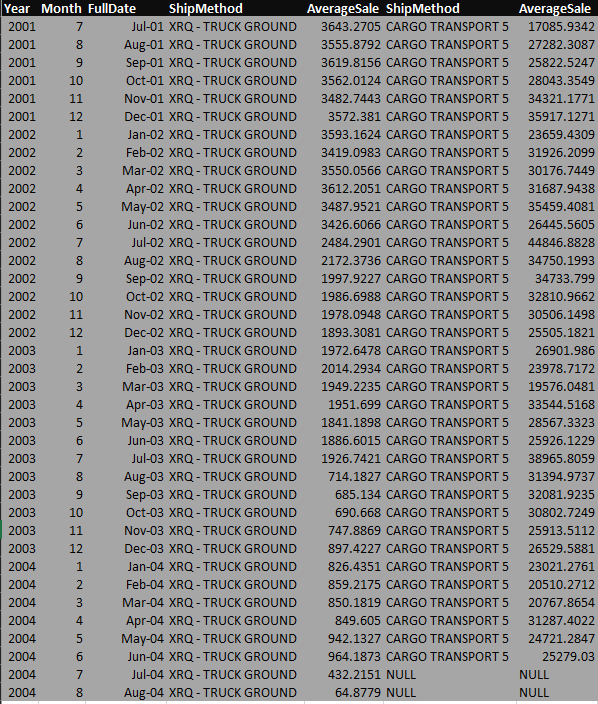 Year Month FullDate ShipMethod AverageSale ShipMethod AverageSale
2001 7 Jul-01 XRQ - TRUCK GROUND 3643.2705 CARGO TRANSPORT 5 17085.9342
2001 8 Aug-01 XRQ - TRUCK GROUND 3555.8792 CARGO TRANSPORT 5 27282.3087
2001 9 Sep-01 XRQ - TRUCK GROUND 3619.8156 CARGO TRANSPORT 5 25822.5247
2001 10 Oct-01 XRQ - TRUCK GROUND 3562.0124 CARGO TRANSPORT 5 28043.3549
2001 11 Nov-01 XRQ - TRUCK GROUND 3482.7443 CARGO TRANSPORT 5 34321.1771
2001 12 Dec-01 XRQ - TRUCK GROUND 3572.381 CARGO TRANSPORT 5 35917.1271
2002 1 Jan-02 XRQ - TRUCK GROUND 3593.1624 CARGO TRANSPORT 5 23659.4309
2002 2 Feb-02 XRQ - TRUCK GROUND 3419.0983 CARGO TRANSPORT 5 31926.2099
2002 3 Mar-02 XRQ - TRUCK GROUND 3550.0566 CARGO TRANSPORT 5 30176.7449
2002 4 Apr-02 XRQ - TRUCK GROUND 3612.2051 CARGO TRANSPORT 5 31687.9438
2002 5 May-02 XRQ - TRUCK GROUND 3487.9521 CARGO TRANSPORT 5 35459.4081
2002 6 Jun-02 XRQ - TRUCK GROUND 3426.6066 CARGO TRANSPORT 5 26445.5605
2002 7 Jul-02 XRQ - TRUCK GROUND 2484.2901 CARGO TRANSPORT 5 44846.8828
2002 8 Aug-02 XRQ - TRUCK GROUND 2172.3736 CARGO TRANSPORT 5 34750.1993
2002 9 Sep-02 XRQ - TRUCK GROUND 1997.9227 CARGO TRANSPORT 5 34733.799
2002 10 Oct-02 XRQ - TRUCK GROUND 1986.6988 CARGO TRANSPORT 5 32810.9662
2002 11 Nov-02 XRQ - TRUCK GROUND 1978.0948 CARGO TRANSPORT 5 30506.1498
2002 12 Dec-02 XRQ - TRUCK GROUND 1893.3081 CARGO TRANSPORT 5 25505.1821
2003 1 Jan-03 XRQ - TRUCK GROUND 1972.6478 CARGO TRANSPORT 5 26901.986
2003 2 Feb-03 XRQ - TRUCK GROUND 2014.2934 CARGO TRANSPORT 5 23978.7172
2003 3 Mar-03 XRQ - TRUCK GROUND 1949.2235 CARGO TRANSPORT 5 19576.0481
2003 4 Apr-03 XRQ - TRUCK GROUND 1951.699 CARGO TRANSPORT 5 33544.5168
2003 5 May-03 XRQ - TRUCK GROUND 1841.1898 CARGO TRANSPORT 5 28567.3323
2003 6 Jun-03 XRQ - TRUCK GROUND 1886.6015 CARGO TRANSPORT 5 25926.1229
2003 7 Jul-03 XRQ - TRUCK GROUND 1926.7421 CARGO TRANSPORT 5 38965.8059
2003 8 Aug-03 XRQ - TRUCK GROUND 714.1827 CARGO TRANSPORT 5 31394.9737
2003 9 Sep-03 XRQ - TRUCK GROUND 685.134 CARGO TRANSPORT 5 32081.9235
2003 10 Oct-03 XRQ - TRUCK GROUND 690.668 CARGO TRANSPORT 5 30802.7249
2003 11 Nov-03 XRQ - TRUCK GROUND 747.8869 CARGO TRANSPORT 5 25913.5112
2003 12 Dec-03 XRQ - TRUCK GROUND 897.4227 CARGO TRANSPORT 5 26529.5881
2004 1 Jan-04 XRQ - TRUCK GROUND 826.4351 CARGO TRANSPORT 5 23021.2761
2004 2 Feb-04 XRQ - TRUCK GROUND 859.2175 CARGO TRANSPORT 5 20510.2712
2004 3 Mar-04 XRQ - TRUCK GROUND 850.1819 CARGO TRANSPORT 5 20767.8654
2004 4 Apr-04 XRQ - TRUCK GROUND 849.605 CARGO TRANSPORT 5 31287.4022
2004 5 May-04 XRQ - TRUCK GROUND 942.1327 CARGO TRANSPORT 5 24721.2847
2004 6 Jun-04 XRQ - TRUCK GROUND 964.1873 CARGO TRANSPORT 5 25279.03
2004 7 Jul-04 XRQ - TRUCK GROUND 432.2151 NULL NULL
2004 8 Aug-04 XRQ - TRUCK GROUND 64.8779 NULL NULL